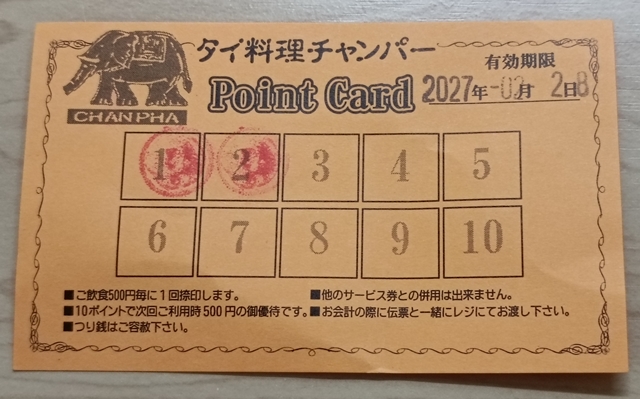 タイ料理・チャンパー
CHANPHA
Point Card
有効期限
2027年-02月 2日8
1 2 3 4 5
6 7 8 9 10
■ご飲食500円毎に1回捺印します。
■10ポイントで次回ご利用時500円の御優待です。
■つり銭はご容赦下さい。
■他のサービス券との併用は出来ません。
■お会計の際に伝票と一緒にレジにてお渡し下さい。